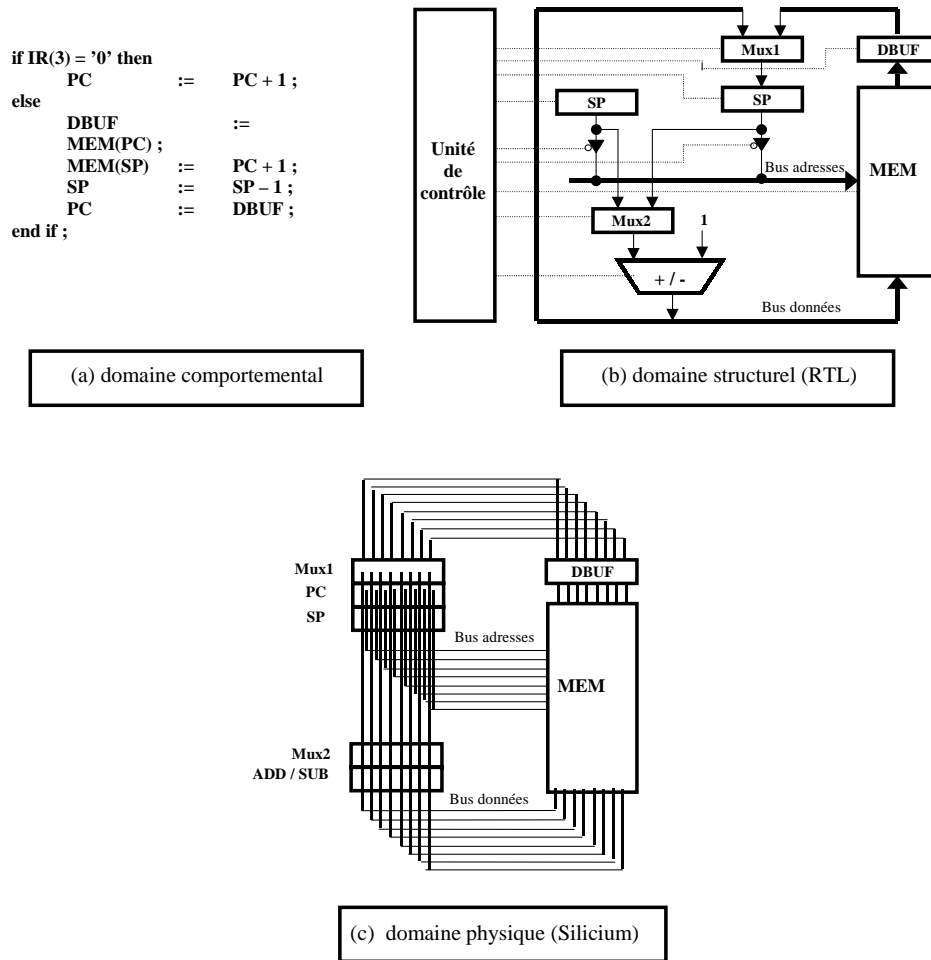 if IR(3) = ’0’ then
PC := PC + 1 ;
else
DBUF :=
MEM(PC) ;
MEM(SP) := PC + 1 ;
SP := SP – 1 ;
PC := DBUF ;
end if ;
(a) domaine comportemental
Unité
de
contrôle
Mux1
DBUF
SP
SP
MEM
Bus adresses
Mux2
1
+ / -
Bus données
(b) domaine structurel (RTL)
Mux1
DBUF
PC
SP
Bus adresses
MEM
Mux2
ADD / SUB
Bus données
(c) domaine physique (Silicium)